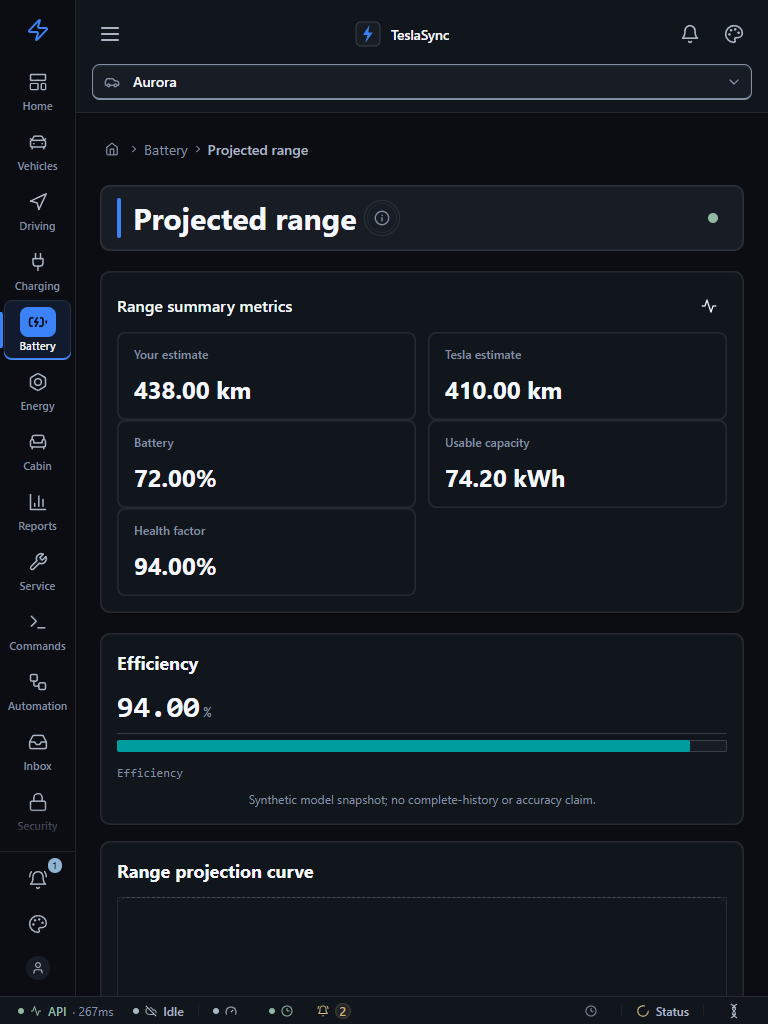 TeslaSync
Aurora
Home
Vehicles
Driving
Charging
Battery
Energy
Cabin
Reports
Service
Commands
Automation
Inbox
Security
1
Battery
Projected range
Projected range
Range summary metrics
Your estimate
438.00 km
Tesla estimate
410.00 km
Battery
72.00%
Usable capacity
74.20 kWh
Health factor
94.00%
Efficiency
94.00%
Efficiency
Synthetic model snapshot; no complete-history or accuracy claim.
Range projection curve
API · 267ms
Idle
2
Status